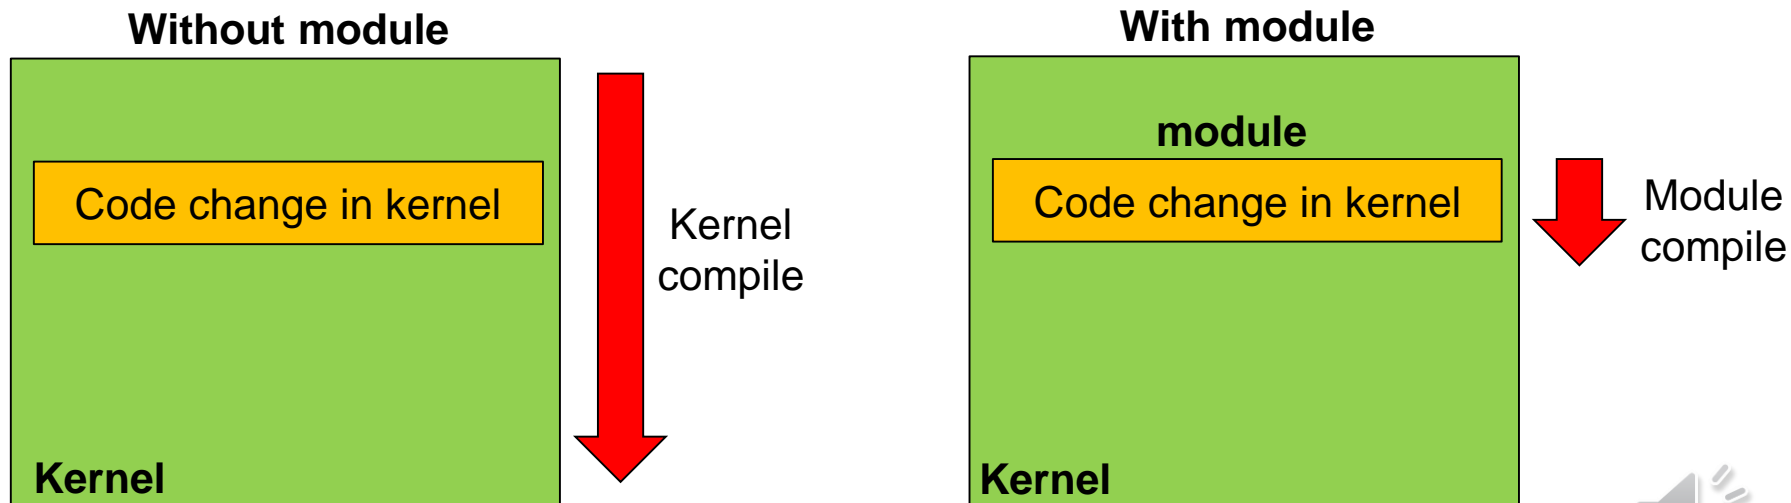 Without module
Code change in kernel
Kernel
compile
Kernel
With module
module
Code change in kernel
Module
compile
Kernel